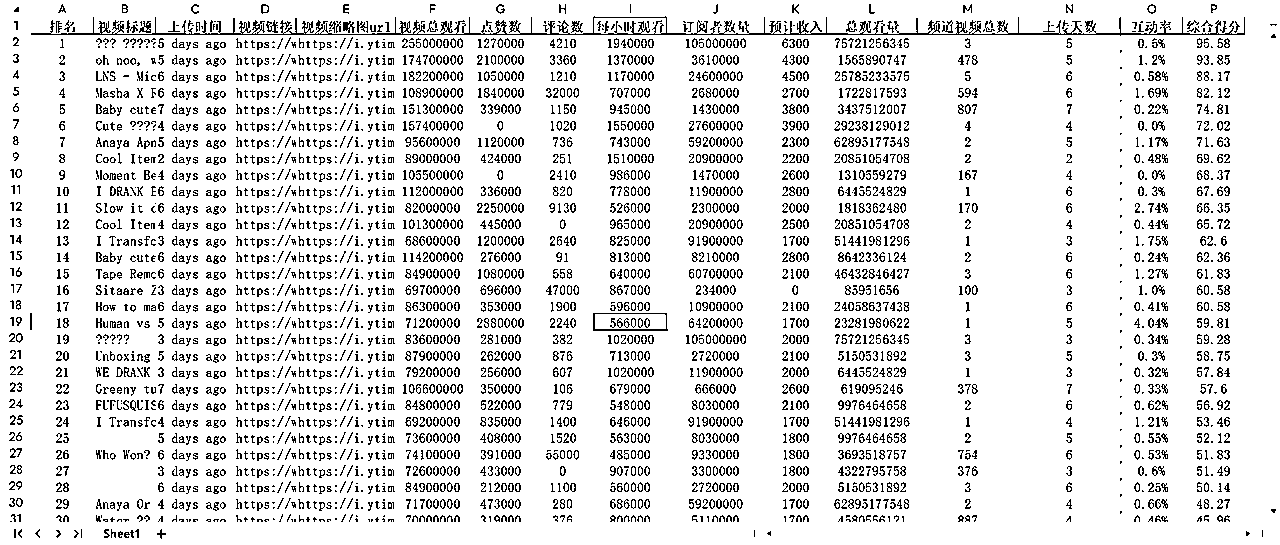 A B C D E F G H I J K L M N O P
1 排名 视频标题 上传时间 视频链接 视频缩略图url 视频总观看 点赞数 评论数 每小时观看 订阅者数量 预计收入 总观看量 频道视频总数 上传天数 互动率 综合得分
2 1 ??? ????? 5 days ago https://w https://i.ytim 255000000 1270000 4210 1940000 105000000 6300 75721256345 3 5 0.5% 95.58
3 2 oh noo, w 5 days ago https://w https://i.ytim 174700000 2100000 3360 1370000 3610000 4300 1565890747 478 5 1.2% 93.85
4 3 LNS - Mic 6 days ago https://w https://i.ytim 182200000 1050000 1210 1170000 24600000 4500 25785233575 5 6 0.58% 88.17
5 4 Masha X F 6 days ago https://w https://i.ytim 108900000 1840000 32000 707000 2680000 2700 1722817593 594 6 1.69% 82.12
6 5 Baby cute 7 days ago https://w https://i.ytim 151300000 339000 1150 945000 1430000 3800 3437512007 807 7 0.22% 74.81
7 6 Cute ???? 4 days ago https://w https://i.ytim 157400000 0 1020 1550000 27600000 3900 29238129012 4 4 0.0% 72.02
8 7 Anaya Apn 5 days ago https://w https://i.ytim 95600000 1120000 736 743000 59200000 2300 62895177548 2 5 1.17% 71.63
9 8 Cool Item 2 days ago https://w https://i.ytim 89000000 424000 251 1510000 20900000 2200 20851054708 2 2 0.48% 69.62
10 9 Moment Be 4 days ago https://w https://i.ytim 105500000 0 2410 986000 1470000 2600 1310559279 167 4 0.0% 68.37
11 10 I DRANK E 6 days ago https://w https://i.ytim 112000000 336000 820 778000 11900000 2800 6445524829 1 6 0.3% 67.69
12 11 Slow it d 6 days ago https://w https://i.ytim 82000000 2250000 9130 526000 2300000 2000 1818362480 170 6 2.74% 66.35
13 12 Cool Item 4 days ago https://w https://i.ytim 101300000 445000 0 965000 20900000 2500 20851054708 2 4 0.44% 65.72
14 13 I Transfo 3 days ago https://w https://i.ytim 68600000 1200000 2640 825000 91900000 1700 51441981296 1 3 1.75% 62.6
15 14 Baby cute 6 days ago https://w https://i.ytim 114200000 276000 91 813000 8210000 2800 8642336124 2 6 0.24% 62.36
16 15 Tape Remo 6 days ago https://w https://i.ytim 84900000 1080000 558 640000 60700000 2100 46432846427 3 6 1.27% 61.83
17 16 Sitaare Z 3 days ago https://w https://i.ytim 69700000 696000 47000 867000 234000 0 85951656 100 3 1.0% 60.58
18 17 How to ma 6 days ago https://w https://i.ytim 86300000 353000 1900 596000 10900000 2100 24058637438 1 6 0.41% 60.58
19 18 Human vs 5 days ago https://w https://i.ytim 71200000 2880000 2240 566000 64200000 1700 23281980622 1 5 4.04% 59.81
20 19 ????? 3 days ago https://w https://i.ytim 83600000 281000 382 1020000 105000000 2000 75721256345 3 3 0.34% 59.28
21 20 Unboxing 5 days ago https://w https://i.ytim 87900000 262000 876 713000 2720000 2100 5150531892 3 5 0.3% 58.75
22 21 WE DRANK 3 days ago https://w https://i.ytim 79200000 256000 607 1020000 11900000 2000 6445524829 1 3 0.32% 57.84
23 22 Greeny tu 7 days ago https://w https://i.ytim 106600000 350000 106 679000 666000 2600 619095246 378 7 0.33% 57.6
24 23 FUFUSQUIS 6 days ago https://w https://i.ytim 84800000 522000 779 548000 8030000 2100 9976464658 2 6 0.62% 56.92
25 24 I Transfo 4 days ago https://w https://i.ytim 69200000 835000 1400 646000 91900000 1700 51441981296 1 4 1.21% 53.46
26 25 5 days ago https://w https://i.ytim 73600000 408000 1520 563000 8030000 1800 9976464658 2 5 0.55% 52.12
27 26 Who Won? 6 days ago https://w https://i.ytim 74100000 391000 55000 485000 9330000 1800 3693518757 754 6 0.53% 51.83
28 27 3 days ago https://w https://i.ytim 72600000 433000 0 907000 3300000 1800 4322795758 376 3 0.6% 51.49
29 28 6 days ago https://w https://i.ytim 84900000 212000 1100 560000 2720000 2000 5150531892 3 6 0.25% 50.14
30 29 Anaya Or 4 days ago https://w https://i.ytim 71700000 473000 280 686000 59200000 1700 62895177548 2 4 0.66% 48.27
31 30 Water ?? 4 days ago https://w https://i.ytim 70000000 319000 376 800000 5110000 1700 4580556121 887 4 0.46% 45.96
Sheet1 +